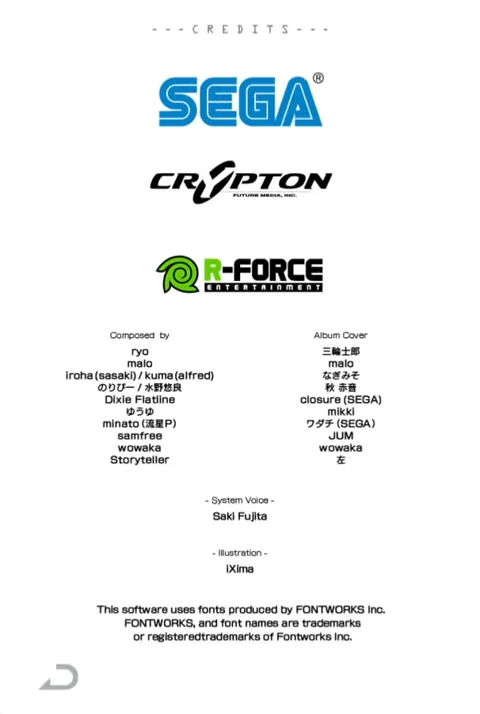 ---CREDITS---
SEGA®
CRYPTON
FUTURE MEDIA, INC.
R-FORCE
ENTERTAINMENT
Composed by
ryo
malo
iroha(sasaki)/kuma(alfred)
のりぴー/水野悠良
Dixie Flatline
ゆうゆ
minato(流星P)
samfree
wowaka
Storyteller
Album Cover
三輪士郎
malo
なぎみそ
秋 赤音
closure(SEGA)
mikki
ワダチ(SEGA)
JUM
wowaka
左
- System Voice -
Saki Fujita
- Illustration -
iXima
This software uses fonts produced by FONTWORKS Inc.
FONTWORKS, and font names are trademarks
or registeredtrademarks of Fontworks Inc.